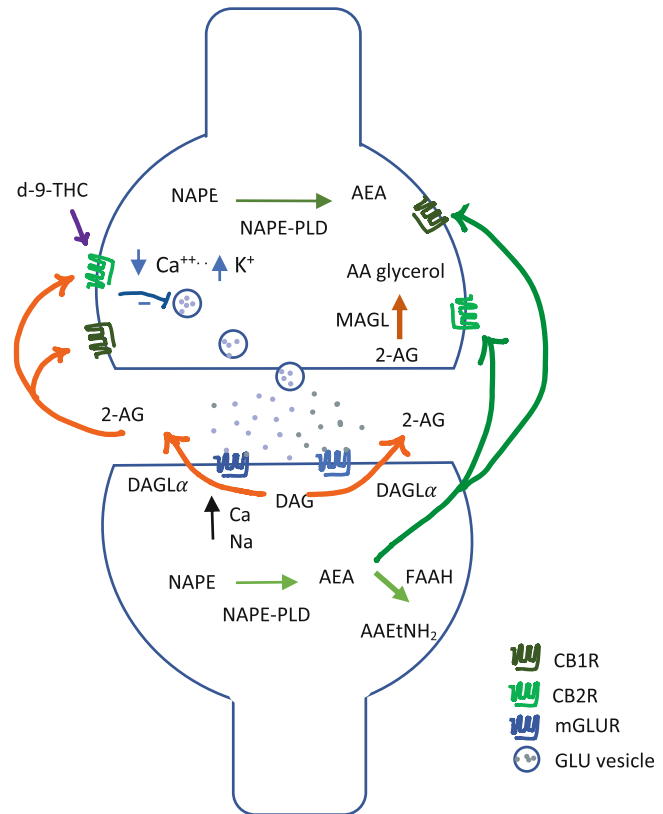 NAPE
AEA
NAPE-PLD
d-9-THC
Ca⁺⁺˙˙
K⁺
−
AA glycerol
MAGL
2-AG
2-AG
2-AG
DAGLα
DAG
DAGLα
Ca
Na
NAPE
AEA
FAAH
NAPE-PLD
AAEtNH₂
CB1R
CB2R
mGLUR
GLU vesicle